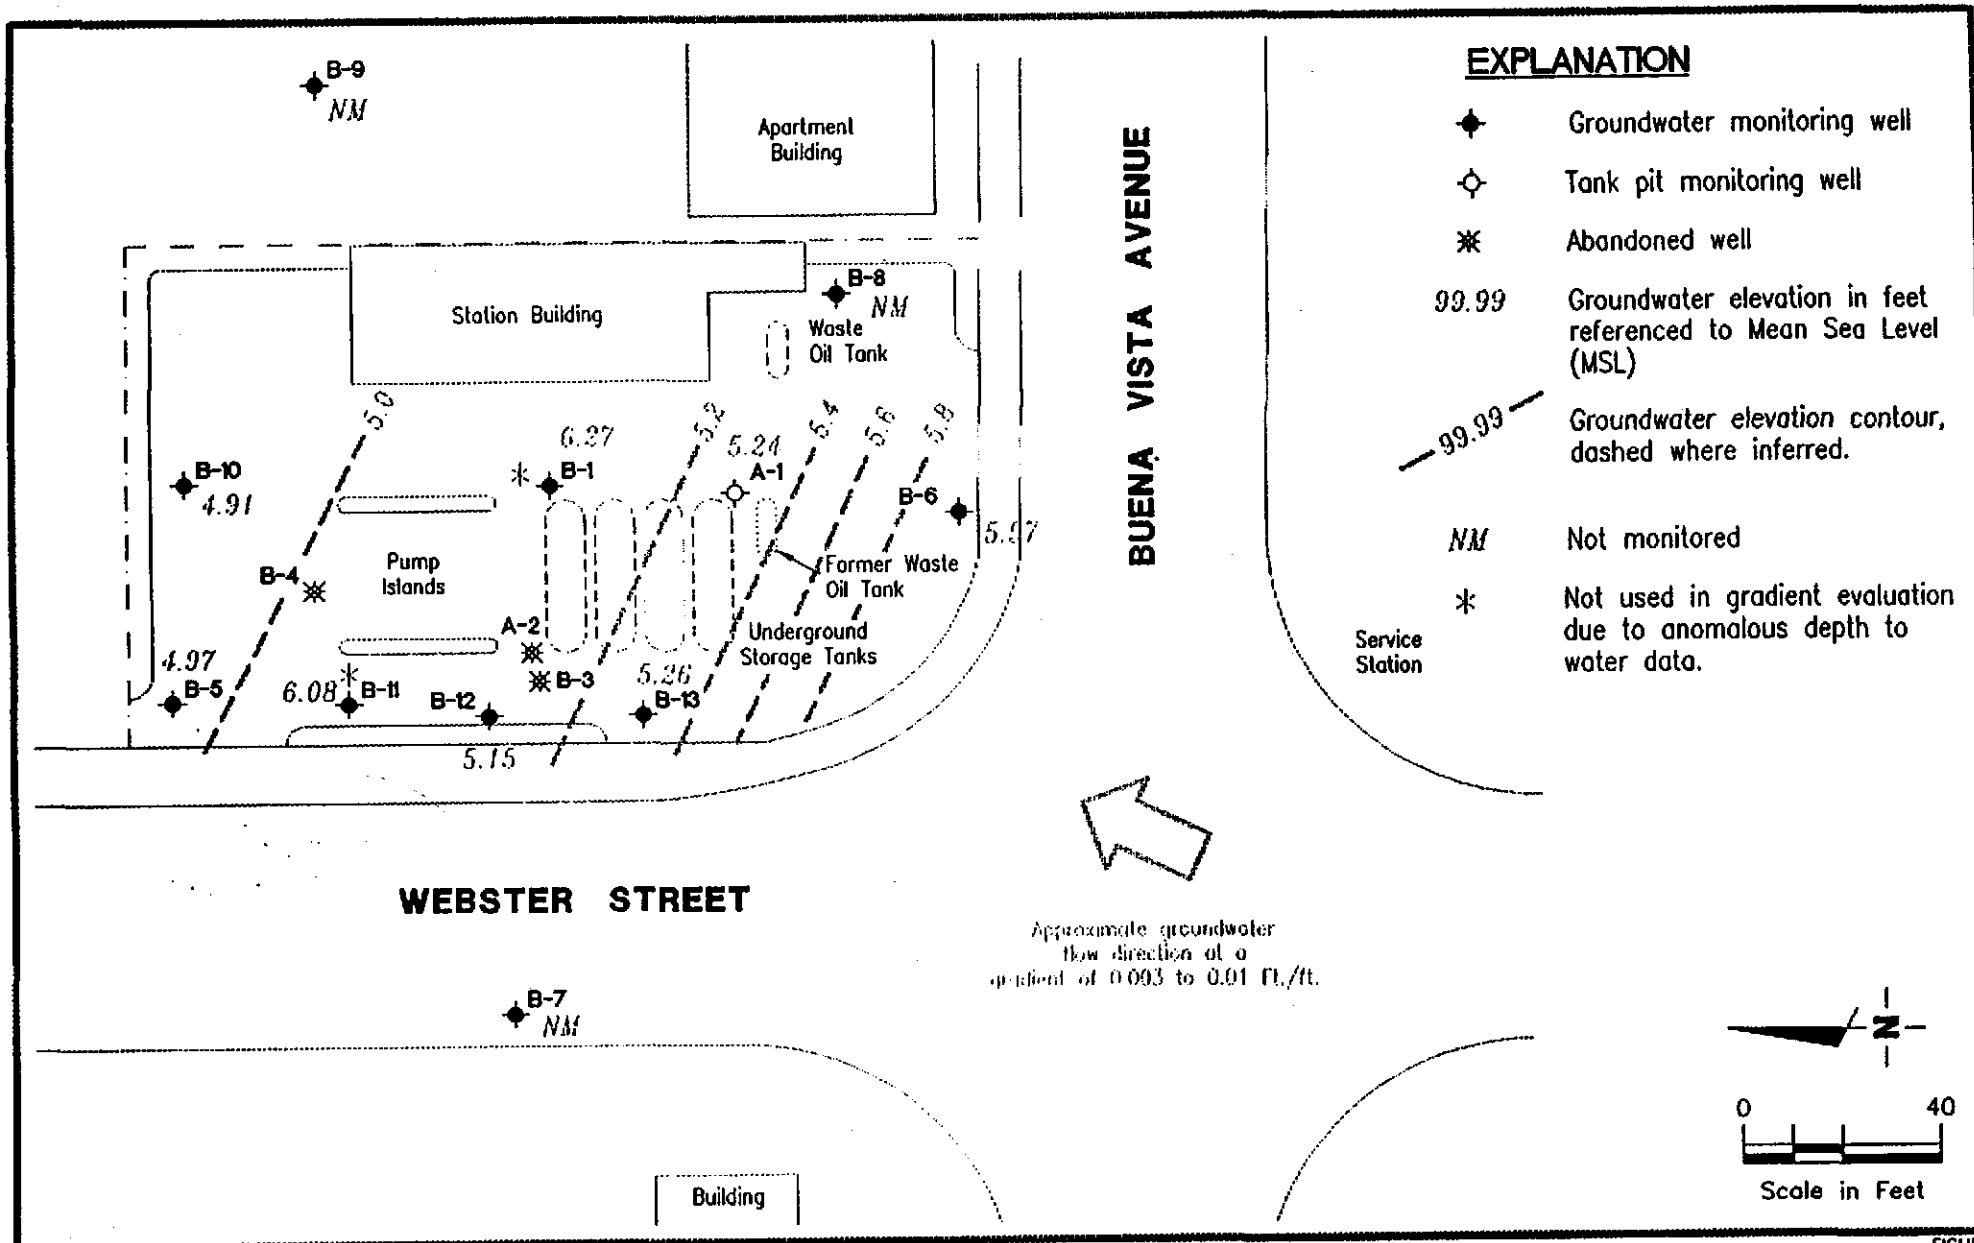 B-9
NM
Apartment
Building
BUENA VISTA AVENUE
EXPLANATION
Groundwater monitoring well
Tank pit monitoring well
Abandoned well
99.99
Groundwater elevation in feet
referenced to Mean Sea Level
(MSL)
99.99
Groundwater elevation contour,
dashed where inferred.
NM
Not monitored
*
Not used in gradient evaluation
due to anomalous depth to
water data.
Service
Station
Station Building
B-8
NM
Waste
Oil Tank
5.0
5.2
5.4
5.6
5.8
6.27
* B-1
5.24
A-1
B-10
4.91
B-6
5.97
Pump
Islands
B-4
Former Waste
Oil Tank
A-2
Underground
Storage Tanks
4.97
B-5
*
6.08
B-11
B-12
5.15
B-3
5.26
B-13
WEBSTER STREET
Approximate groundwater
flow direction at a
gradient of 0.003 to 0.01 Ft./ft.
B-7
NM
N
0 40
Scale in Feet
Building